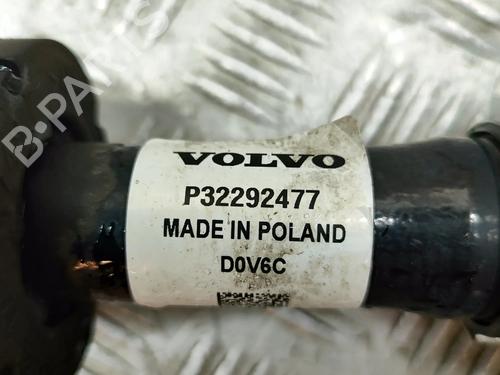 B-PARTS
VOLVO
P32292477
MADE IN POLAND
D0V6C